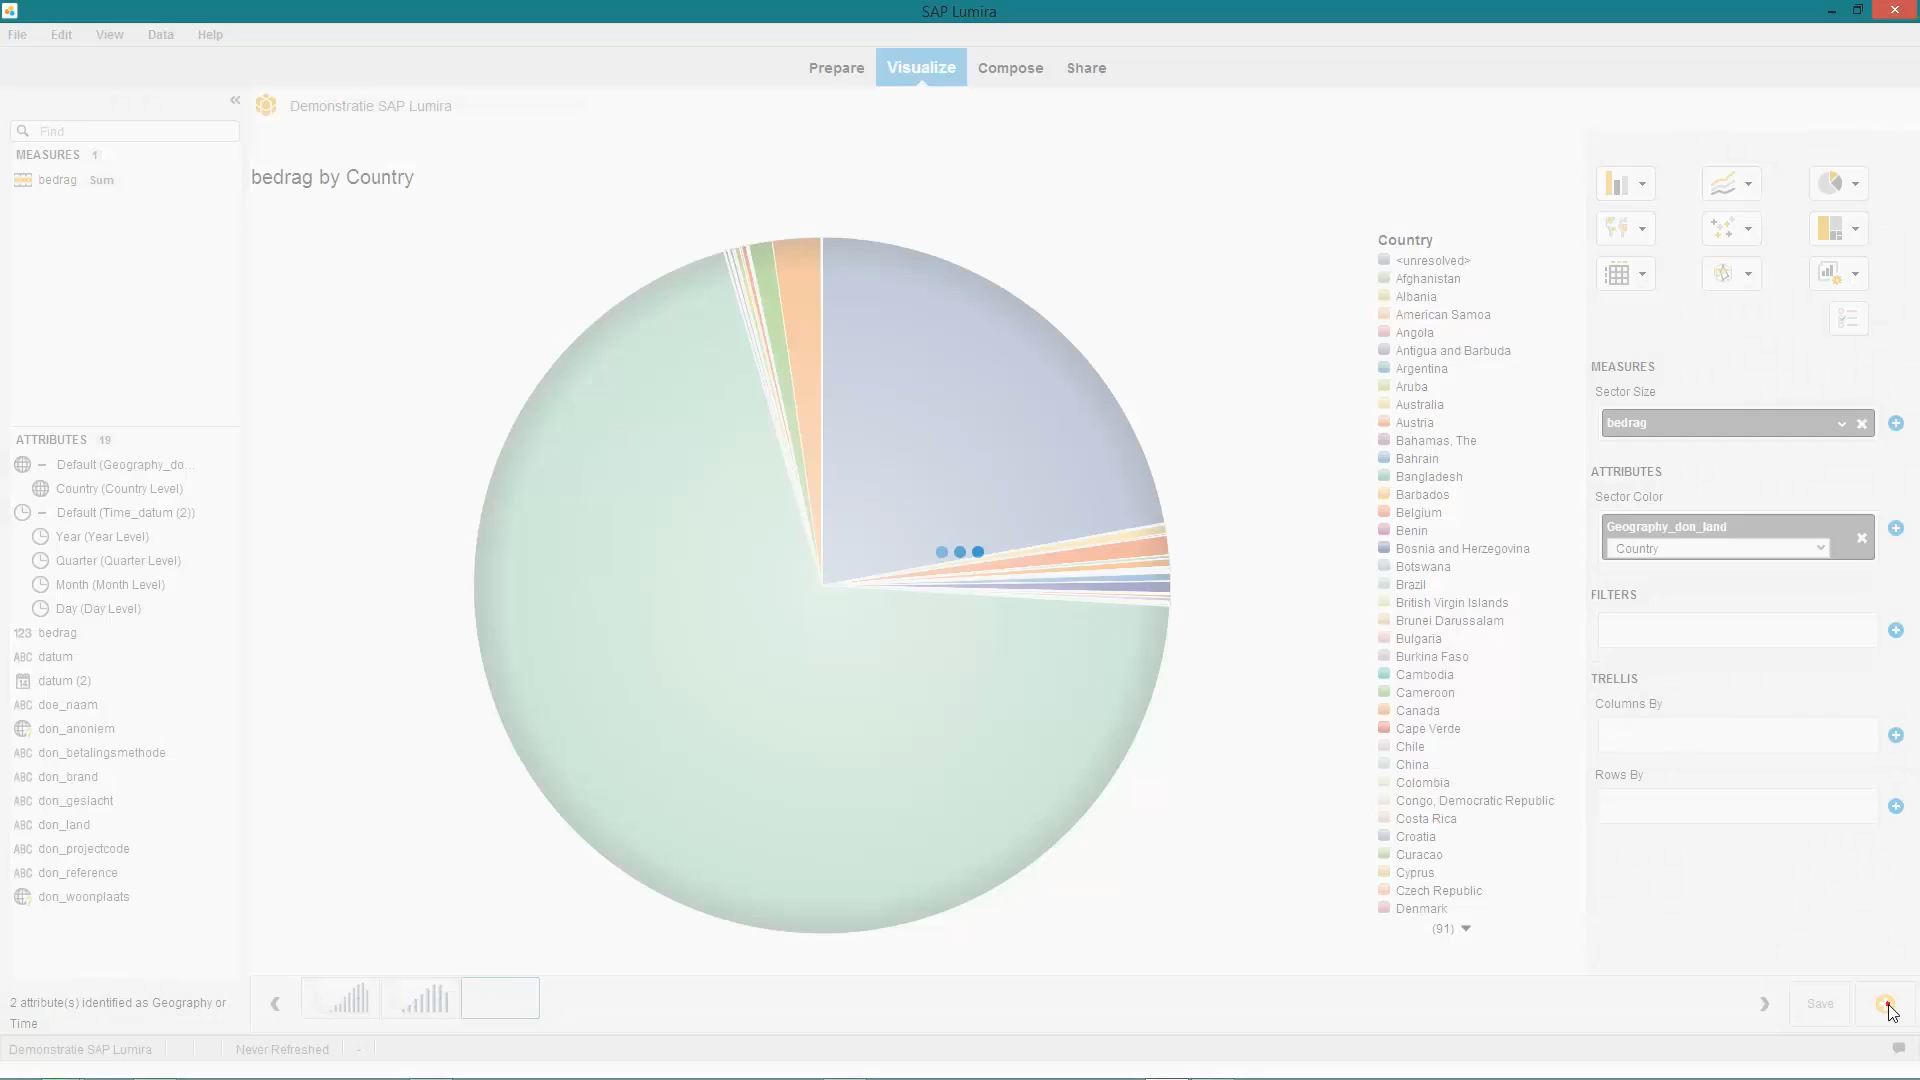 SAP Lumira
File Edit View Data Help
Prepare Visualize Compose Share
Demonstratie SAP Lumira
Find
MEASURES 1
bedrag Sum
ATTRIBUTES 19
Default (Geography_do...
Country (Country Level)
Default (Time_datum (2))
Year (Year Level)
Quarter (Quarter Level)
Month (Month Level)
Day (Day Level)
123 bedrag
ABC datum
14 datum (2)
ABC doe_naam
don_anoniem
ABC don_betalingsmethode
ABC don_brand
ABC don_geslacht
ABC don_land
ABC don_projectcode
ABC don_reference
don_woonplaats
2 attribute(s) identified as Geography or
Time
bedrag by Country
Country
<unresolved>
Afghanistan
Albania
American Samoa
Angola
Antigua and Barbuda
Argentina
Aruba
Australia
Austria
Bahamas, The
Bahrain
Bangladesh
Barbados
Belgium
Benin
Bosnia and Herzegovina
Botswana
Brazil
British Virgin Islands
Brunei Darussalam
Bulgaria
Burkina Faso
Cambodia
Cameroon
Canada
Cape Verde
Chile
China
Colombia
Congo, Democratic Republic
Costa Rica
Croatia
Curacao
Cyprus
Czech Republic
Denmark
(91)
MEASURES
Sector Size
bedrag
ATTRIBUTES
Sector Color
Geography_don_land
Country
FILTERS
TRELLIS
Columns By
Rows By
Save
Demonstratie SAP Lumira Never Refreshed -